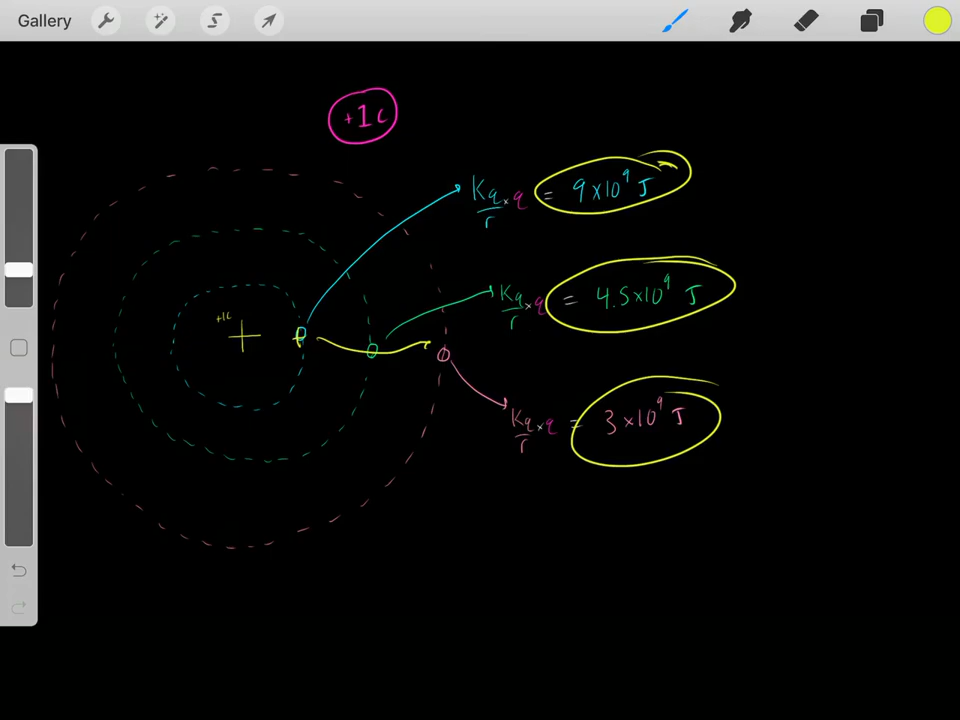 Gallery
+1C
Kq/r × q = 9×10⁹ J
+1C
Kq/r × q = 4.5×10⁹ J
Kq/r × q = 3×10⁹ J